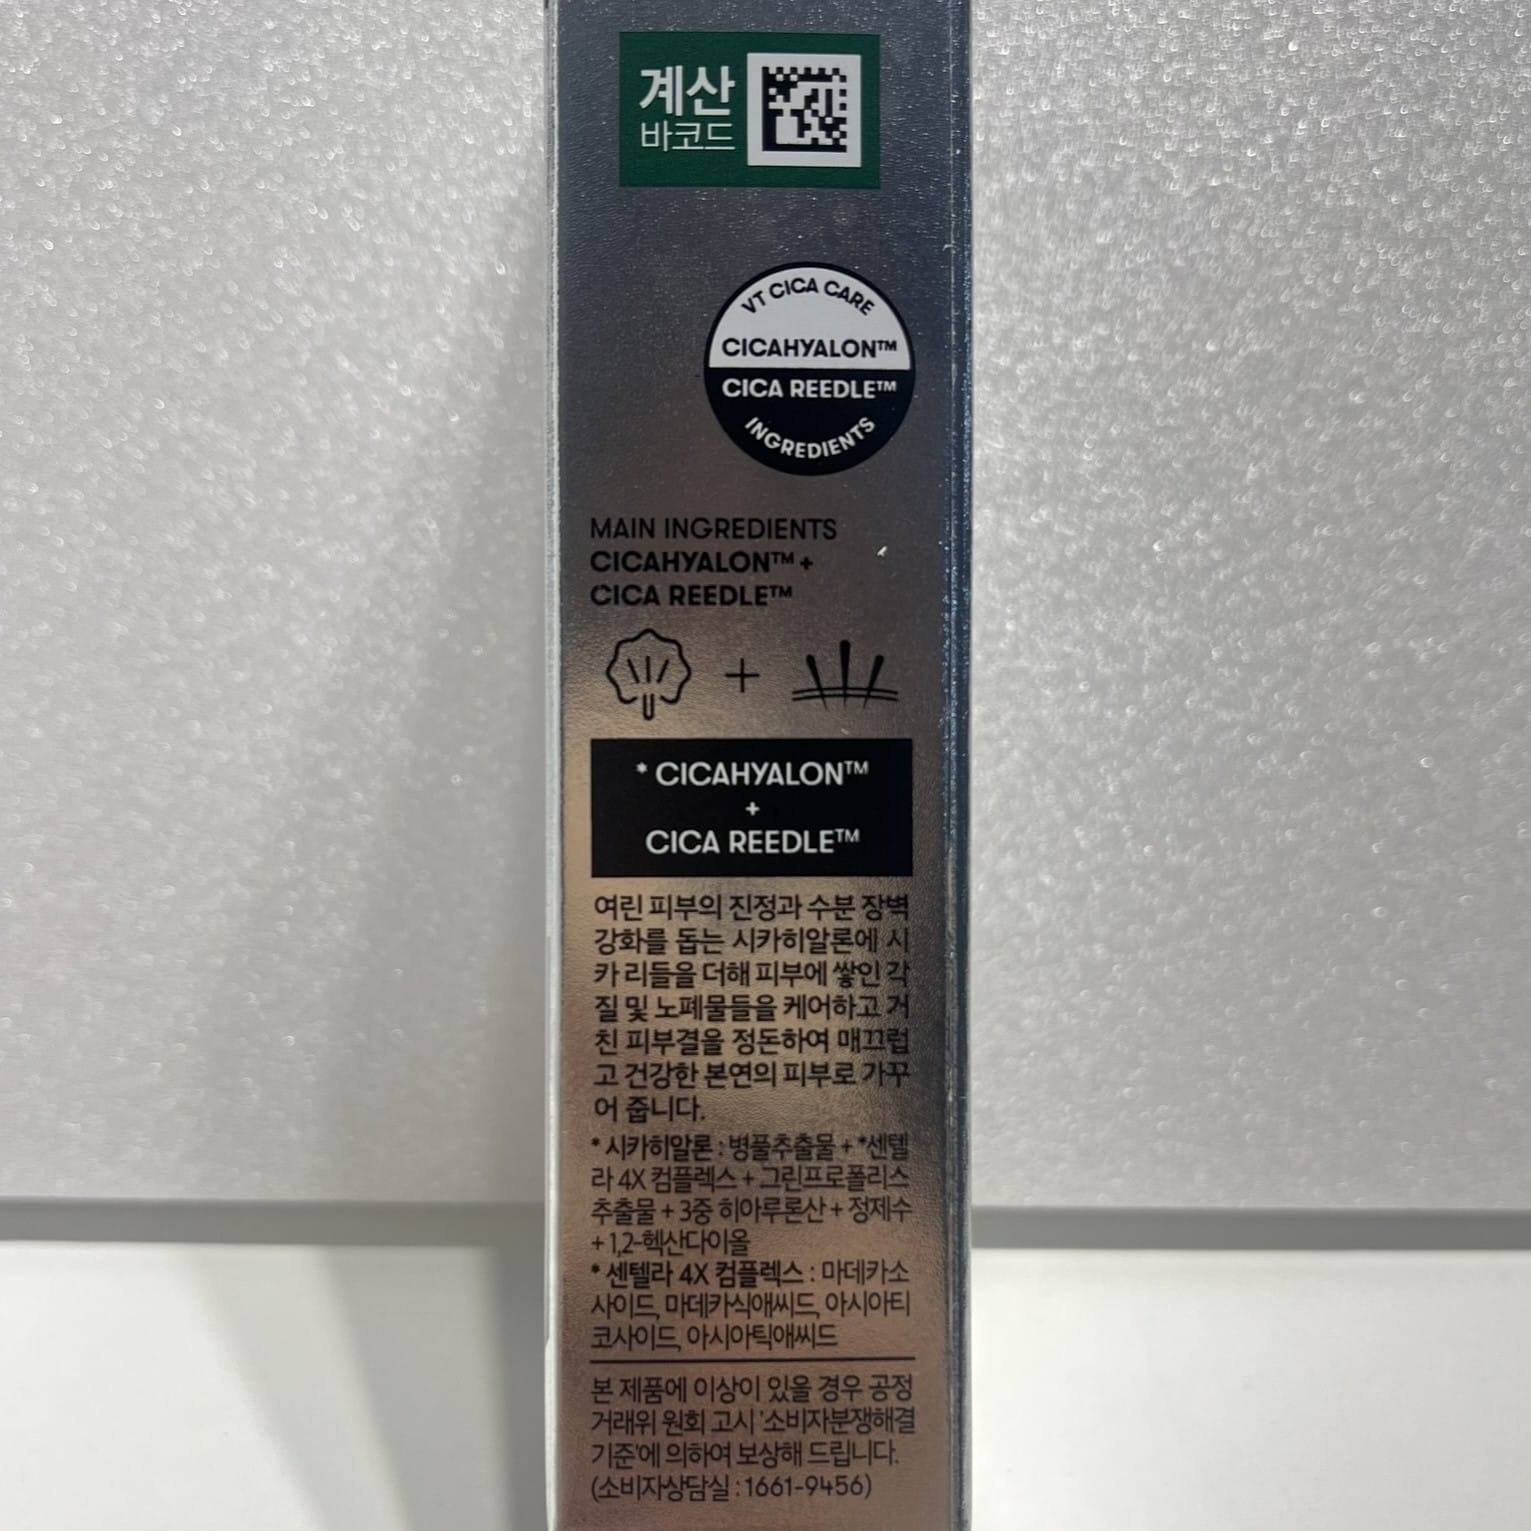 계산
바코드
VT CICA CARE
CICAHYALON™
CICA REEDLE™
INGREDIENTS
MAIN INGREDIENTS
CICAHYALON™ +
CICA REEDLE™
+
* CICAHYALON™
+
CICA REEDLE™
여린 피부의 진정과 수분 장벽
강화를 돕는 시카히알론에 시
카 리들을 더해 피부에 쌓인 각
질 및 노폐물들을 케어하고 거
친 피부결을 정돈하여 매끄럽
고 건강한 본연의 피부로 가꾸
어 줍니다.
* 시카히알론 : 병풀추출물 + *센텔
라 4X 컴플렉스 + 그린프로폴리스
추출물 + 3중 히아루론산 + 정제수
+ 1,2-헥산다이올
* 센텔라 4X 컴플렉스 : 마데카소
사이드, 마데카식애씨드, 아시아티
코사이드, 아시아틱애씨드
본 제품에 이상이 있을 경우 공정
거래위 원회 고시 '소비자분쟁해결
기준'에 의하여 보상해 드립니다.
(소비자상담실 : 1661-9456)